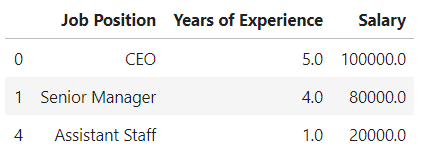 Job Position Years of Experience Salary
0 CEO 5.0 100000.0
1 Senior Manager 4.0 80000.0
4 Assistant Staff 1.0 20000.0